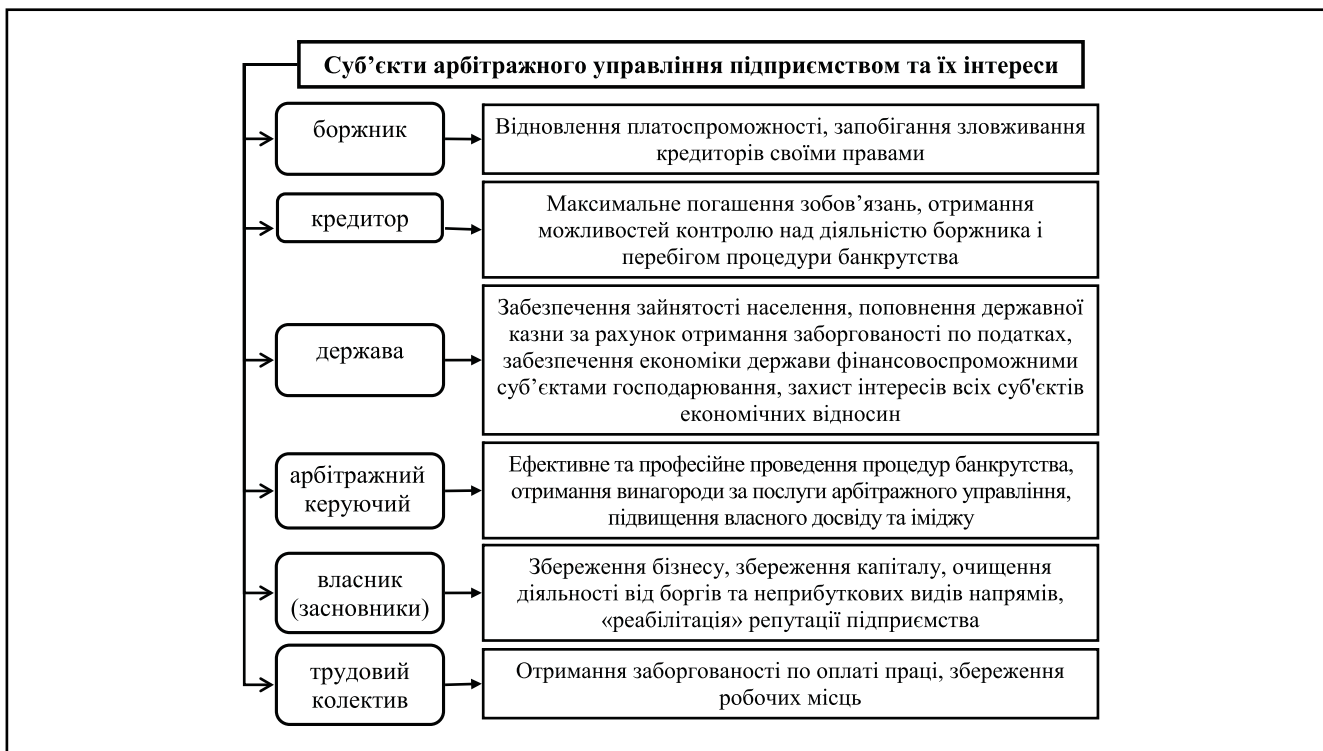 Суб’єкти арбітражного управління підприємством та їх інтереси
боржник
Відновлення платоспроможності, запобігання зловживання
кредиторів своїми правами
кредитор
Максимальне погашення зобов’язань, отримання
можливостей контролю над діяльністю боржника і
перебігом процедури банкрутства
держава
Забезпечення зайнятості населення, поповнення державної
казни за рахунок отримання заборгованості по податках,
забезпечення економіки держави фінансовоспроможними
суб’єктами господарювання, захист інтересів всіх суб'єктів
економічних відносин
арбітражний
керуючий
Ефективне та професійне проведення процедур банкрутства,
отримання винагороди за послуги арбітражного управління,
підвищення власного досвіду та іміджу
власник
(засновники)
Збереження бізнесу, збереження капіталу, очищення
діяльності від боргів та неприбуткових видів напрямів,
«реабілітація» репутації підприємства
трудовий
колектив
Отримання заборгованості по оплаті праці, збереження
робочих місць